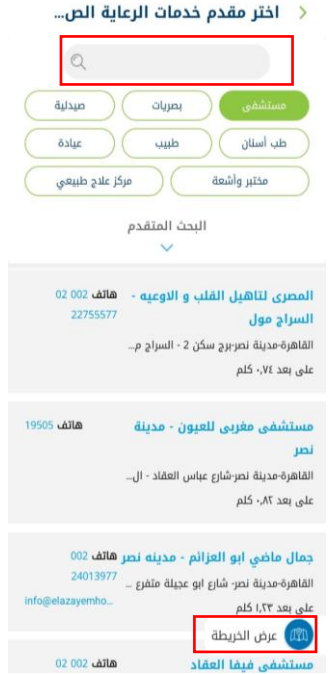 اختر مقدم خدمات الرعاية الص...
مستشفى
بصريات
صيدلية
طب أسنان
طبيب
عيادة
مختبر وأشعة
مركز علاج طبيعي
البحث المتقدم
المصرى لتاهيل القلب و الاوعيه - السراج مول
هاتف 002 02 22755577
القاهرة-مدينة نصر-برج سكن 2 - السراج م...
على بعد ٠,٧٤ كلم
مستشفى مغربى للعيون - مدينة نصر
هاتف 19505
القاهرة-مدينة نصر-شارع عباس العقاد - ال...
على بعد ٠,٨٢ كلم
جمال ماضي ابو العزائم - مدينه نصر
هاتف 002 24013977
القاهرة-مدينة نصر- شارع ابو عجيلة متفرع ...
info@elazayemho...
على بعد ١,٢٣ كلم
عرض الخريطة
مستشفى فيفا العقاد
هاتف 002 02